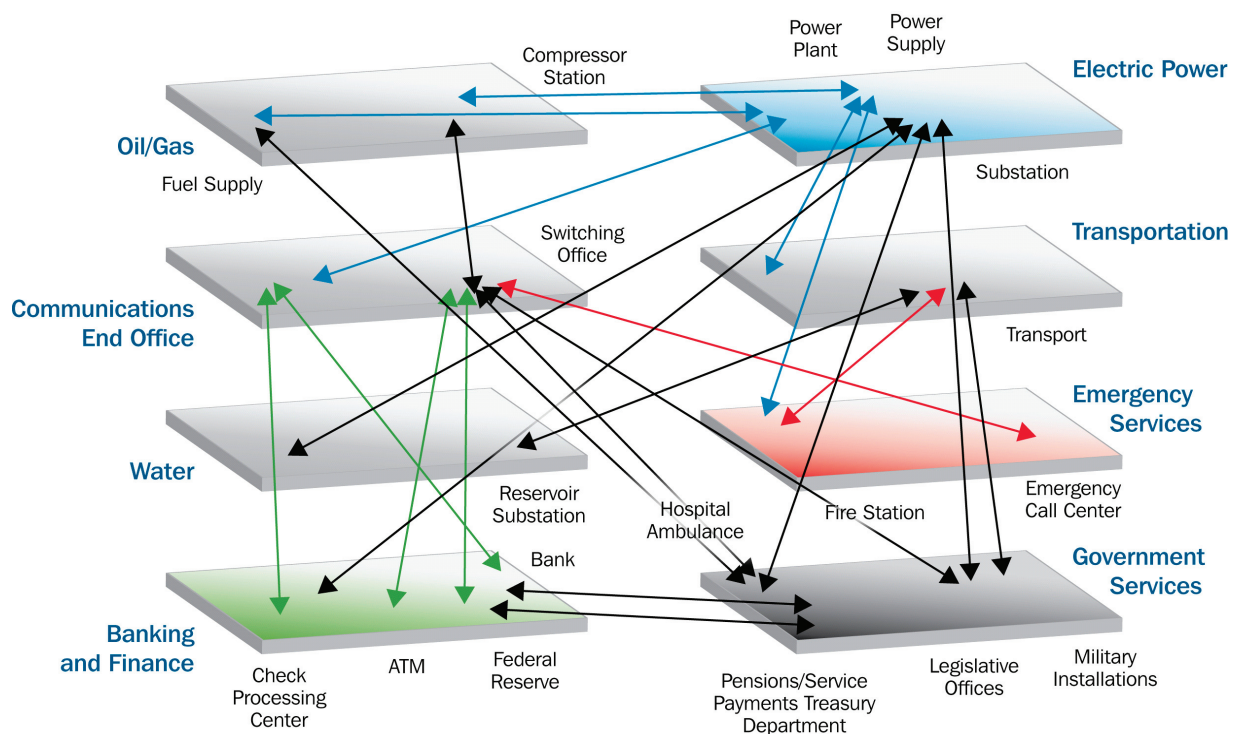 Power
Plant
Power
Supply
Compressor
Station
Electric Power
Oil/Gas
Fuel Supply
Substation
Switching
Office
Transportation
Communications
End Office
Transport
Emergency
Services
Water
Reservoir
Substation
Hospital
Ambulance
Fire Station
Emergency
Call Center
Bank
Government
Services
Banking
and Finance
Check
Processing
Center
ATM
Federal
Reserve
Pensions/Service
Payments Treasury
Department
Legislative
Offices
Military
Installations